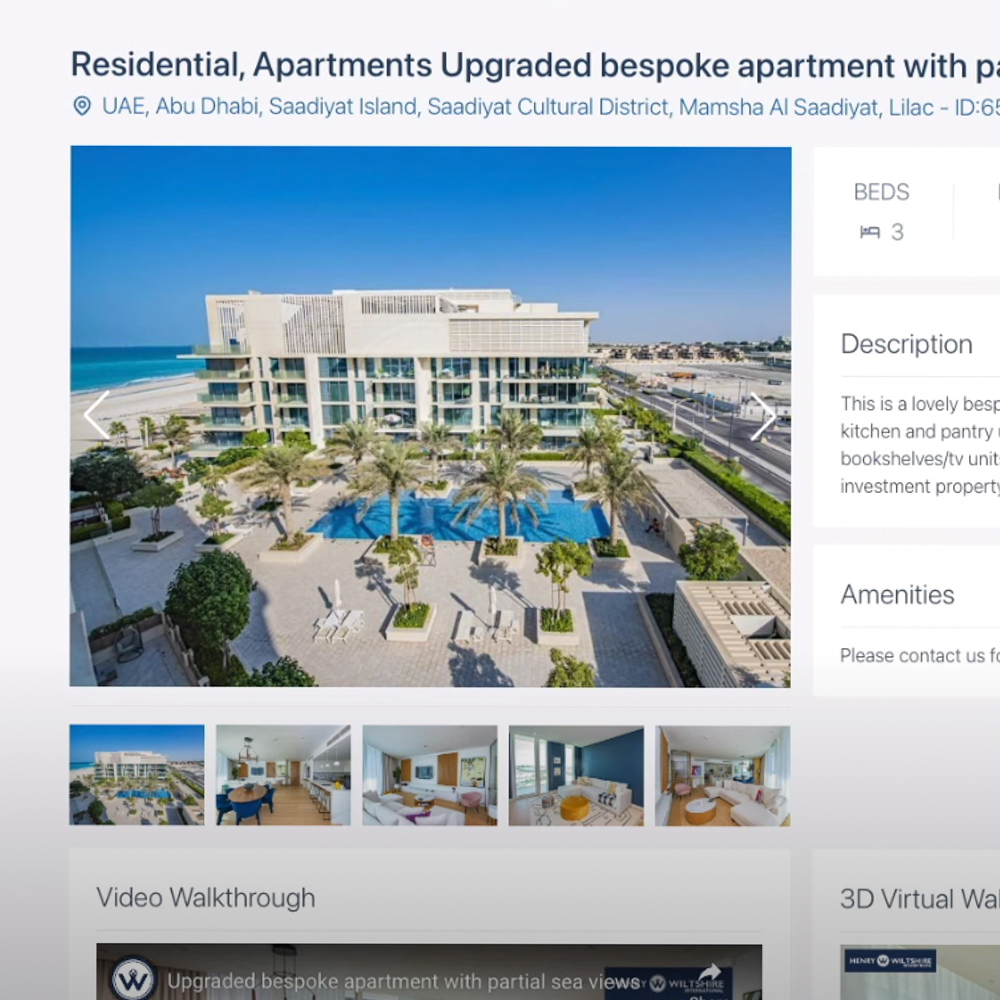 Residential, Apartments Upgraded bespoke apartment with pa
UAE, Abu Dhabi, Saadiyat Island, Saadiyat Cultural District, Mamsha Al Saadiyat, Lilac - ID:65
BEDS
3
Description
This is a lovely besp
kitchen and pantry
bookshelves/tv unit
investment property
Amenities
Please contact us fo
Video Walkthrough
3D Virtual Wal
Upgraded bespoke apartment with partial sea views
WILTSHIRE
INTERNATIONAL
HENRY WILTSHIRE